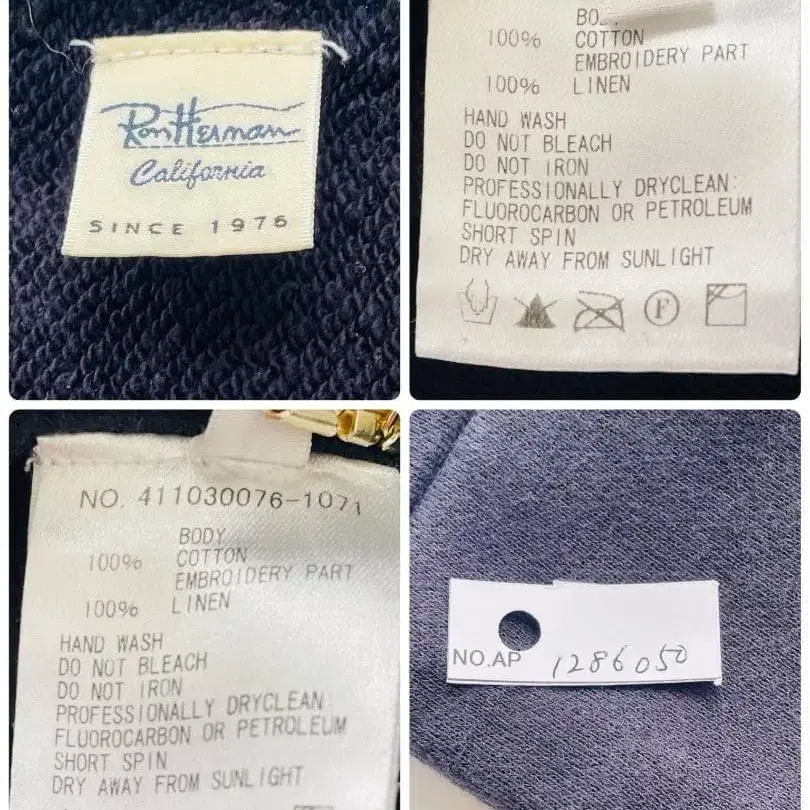 Ron Herman
California
SINCE 1976
BODY
100% COTTON
EMBROIDERY PART
100% LINEN
HAND WASH
DO NOT BLEACH
DO NOT IRON
PROFESSIONALLY DRYCLEAN:
FLUOROCARBON OR PETROLEUM
SHORT SPIN
DRY AWAY FROM SUNLIGHT
F
NO. 411030076-1071
BODY
100% COTTON
EMBROIDERY PART
100% LINEN
HAND WASH
DO NOT BLEACH
DO NOT IRON
PROFESSIONALLY DRYCLEAN
FLUOROCARBON OR PETROLEUM
SHORT SPIN
DRY AWAY FROM SUNLIGHT
NO.AP 1286050